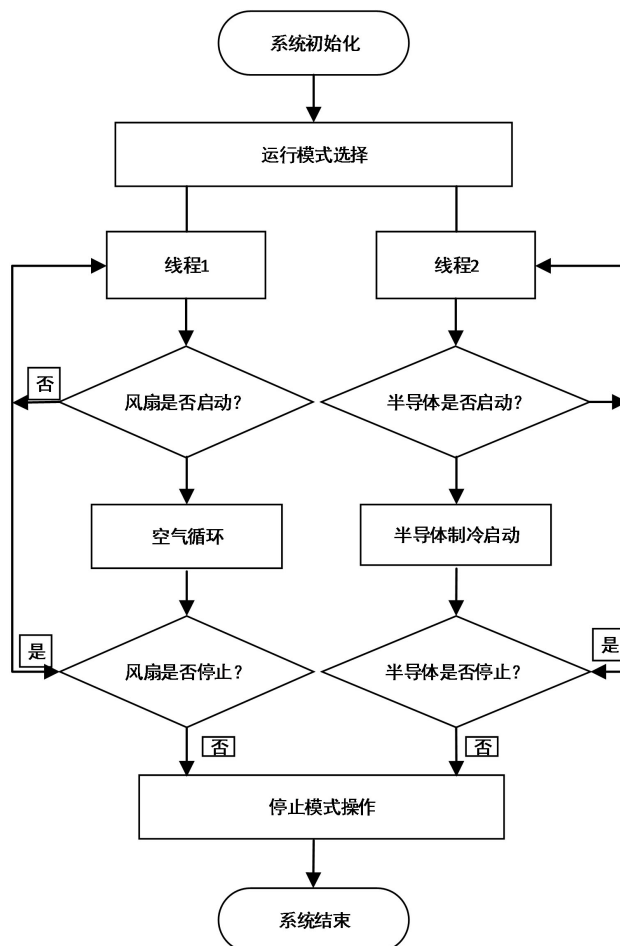 系统初始化
运行模式选择
线程1
线程2
否
风扇是否启动?
半导体是否启动?
空气循环
半导体制冷启动
是
风扇是否停止?
半导体是否停止?
是
否
否
停止模式操作
系统结束